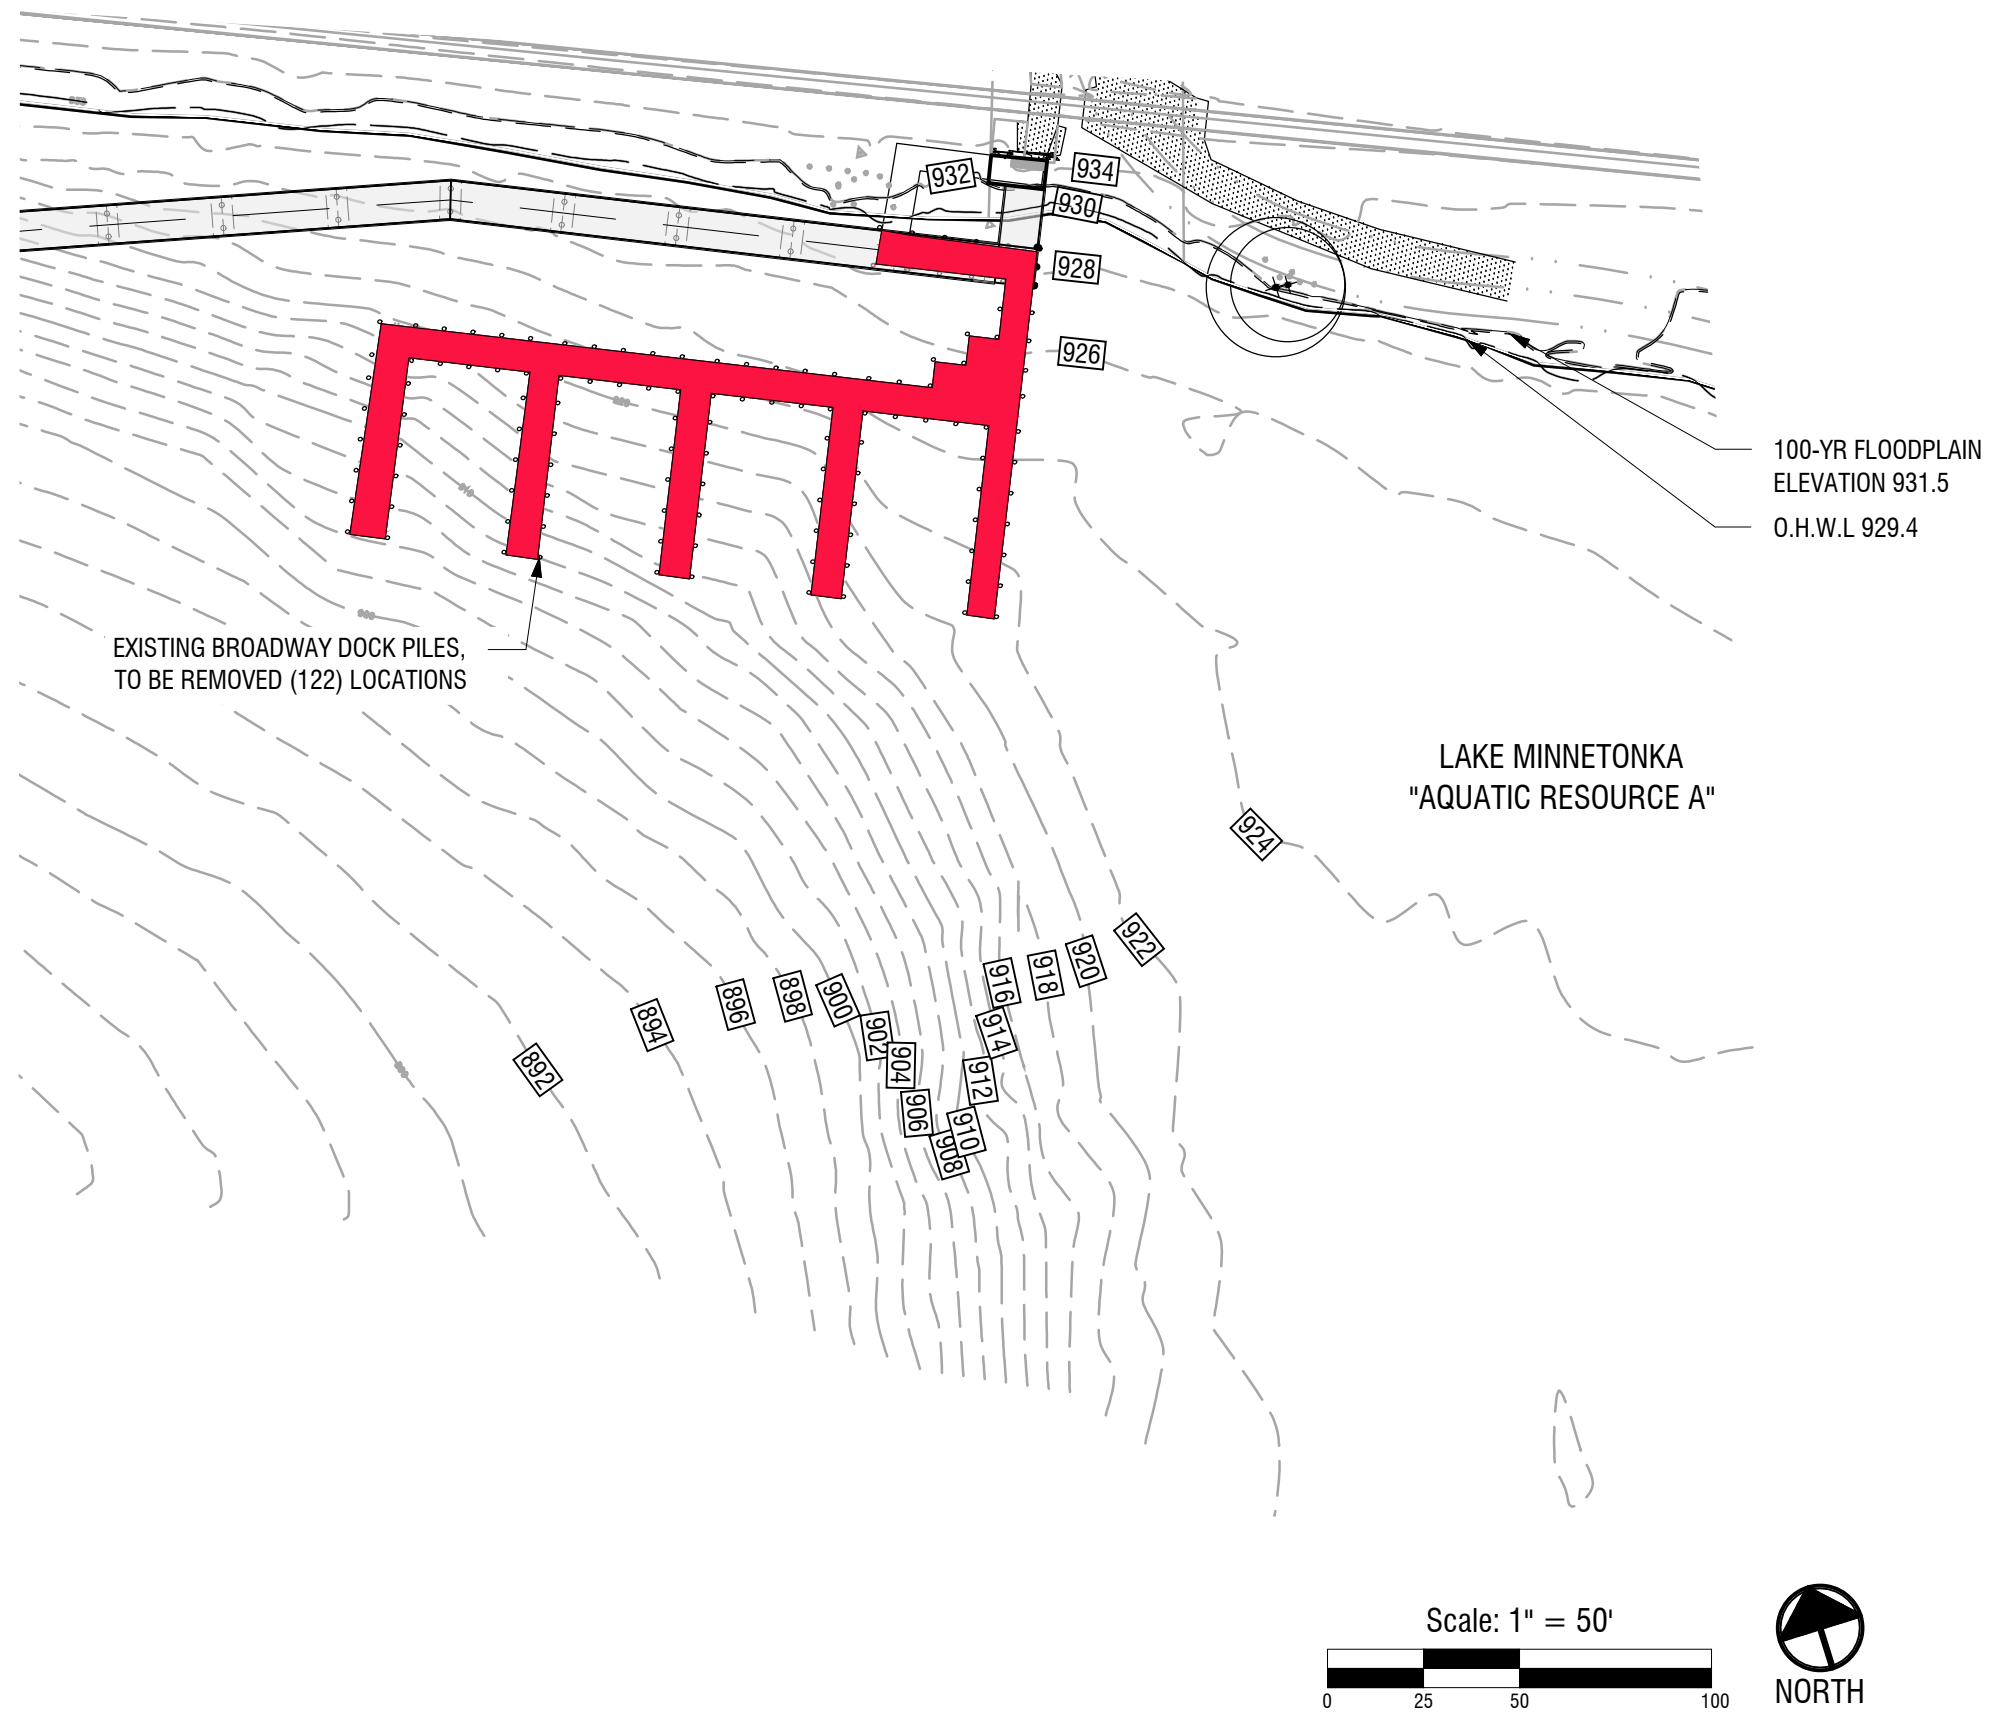 932
934
930
928
926
100-YR FLOODPLAIN
ELEVATION 931.5
O.H.W.L 929.4
EXISTING BROADWAY DOCK PILES,
TO BE REMOVED (122) LOCATIONS
LAKE MINNETONKA
"AQUATIC RESOURCE A"
924
922
920
918
916
914
912
910
908
906
904
902
900
898
896
894
892
Scale: 1" = 50'
0 25 50 100
NORTH